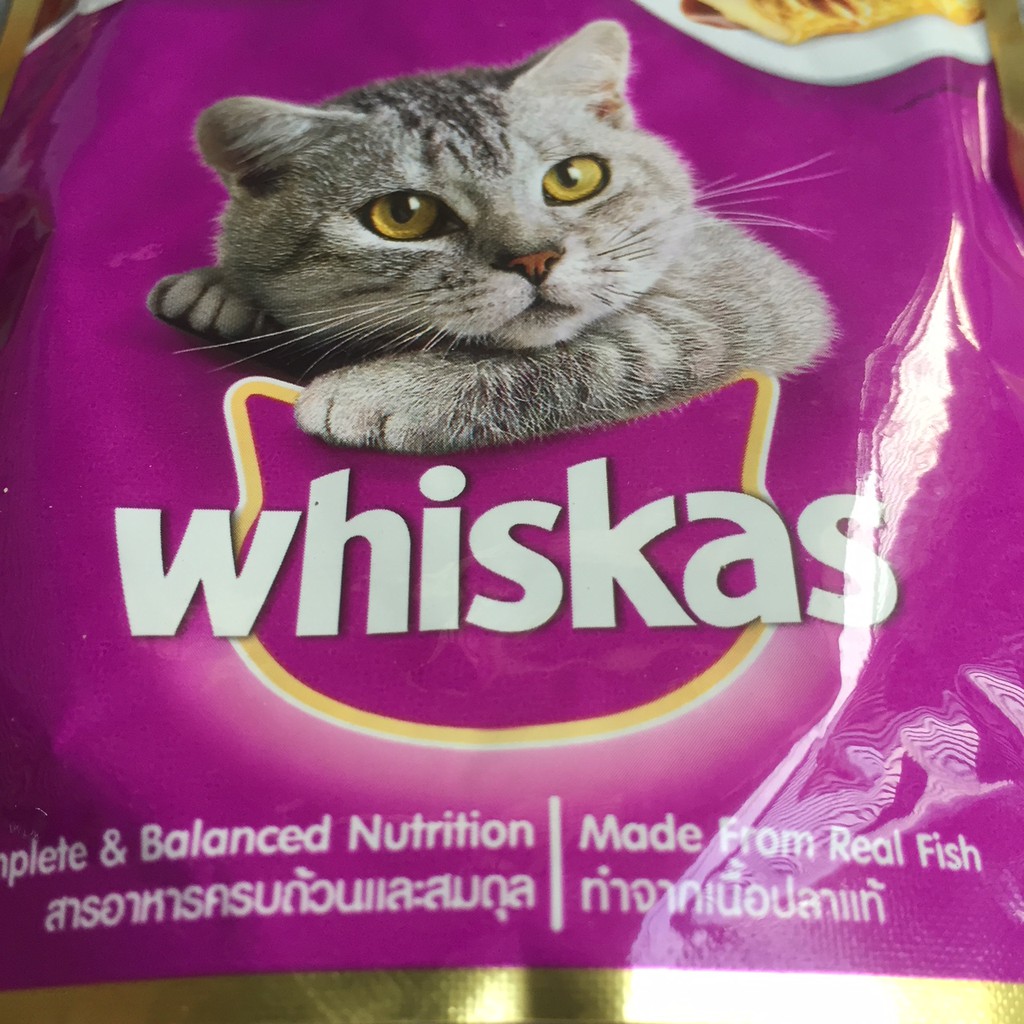 whiskas
mplete & Balanced Nutrition
สารอาหารครบถ้วนและสมดุล
Made From Real Fish
ทำจากเนื้อปลาแท้